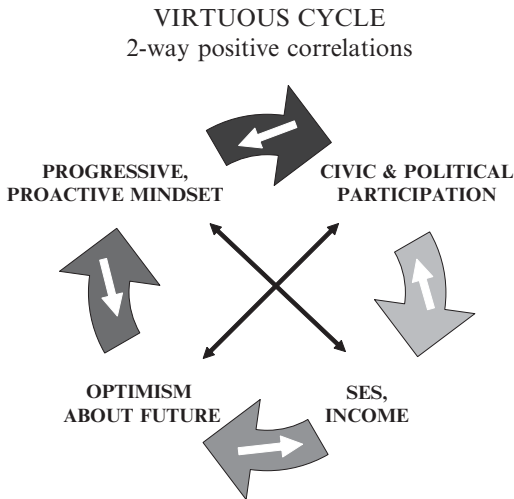 VIRTUOUS CYCLE
2-way positive correlations
PROGRESSIVE,
PROACTIVE MINDSET
CIVIC & POLITICAL
PARTICIPATION
OPTIMISM
ABOUT FUTURE
SES,
INCOME